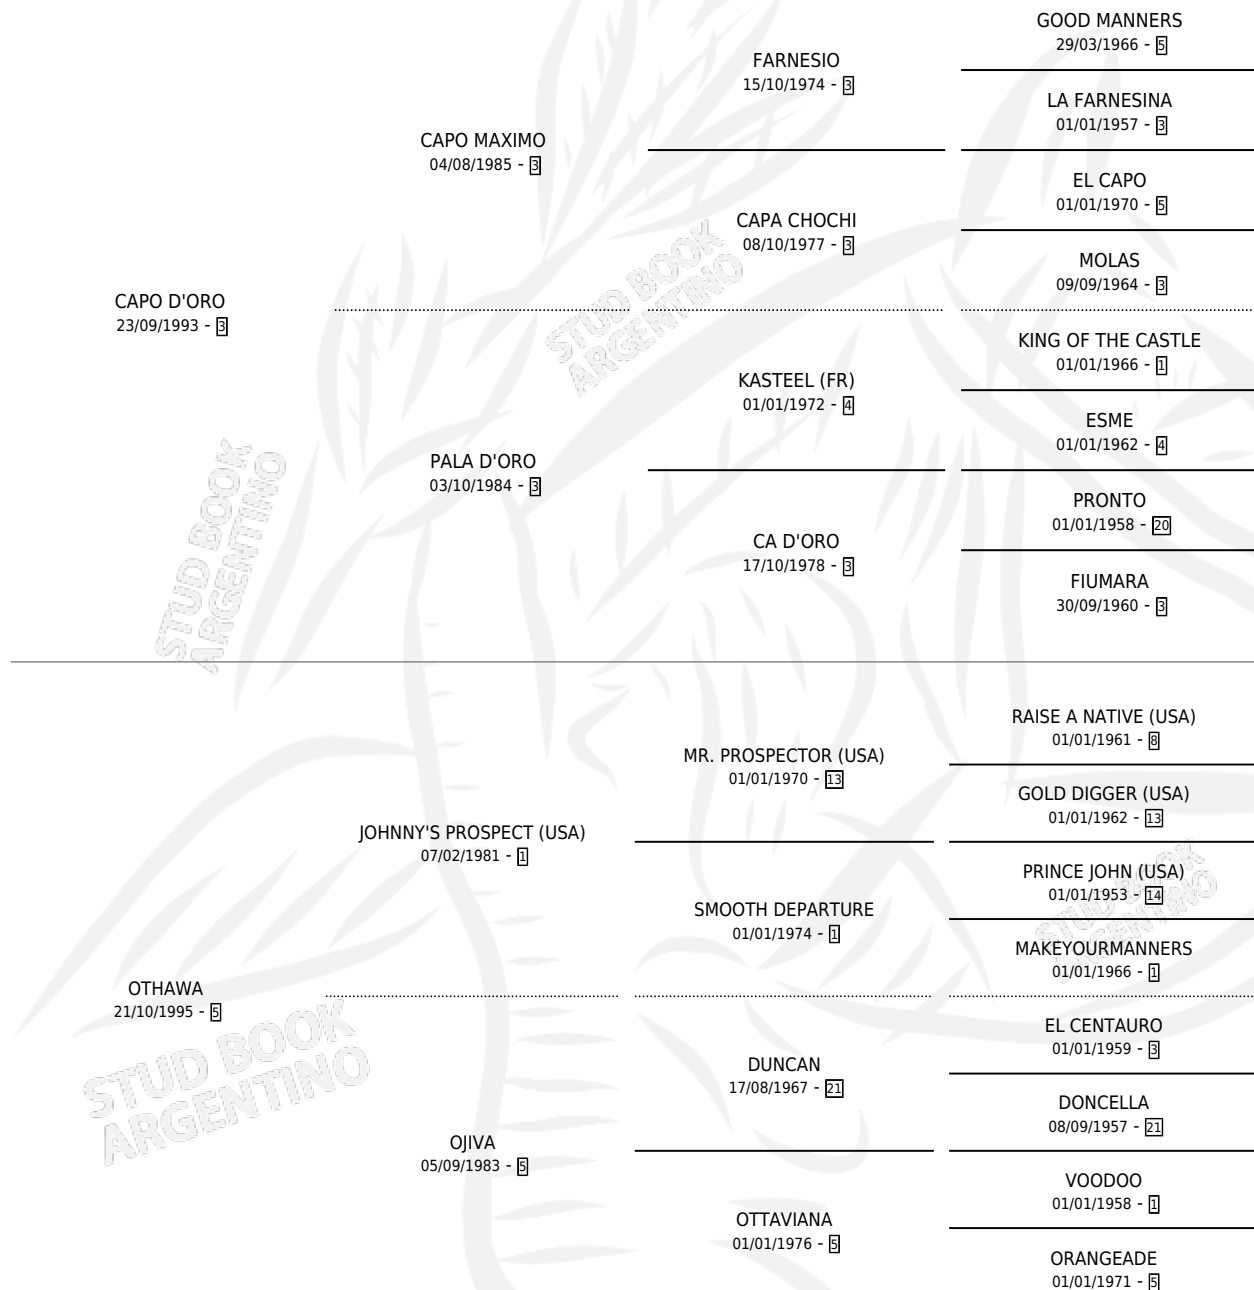 GOOD MANNERS
29/03/1966 - 5
FARNESIO
15/10/1974 - 3
LA FARNESINA
01/01/1957 - 3
CAPO MAXIMO
04/08/1985 - 3
EL CAPO
01/01/1970 - 5
CAPA CHOCHI
08/10/1977 - 3
MOLAS
09/09/1964 - 3
CAPO D'ORO
23/09/1993 - 3
STUD BOOK
ARGENTINO
KING OF THE CASTLE
01/01/1966 - 1
KASTEEL (FR)
01/01/1972 - 4
ESME
01/01/1962 - 4
PALA D'ORO
03/10/1984 - 3
PRONTO
01/01/1958 - 20
CA D'ORO
17/10/1978 - 3
FIUMARA
30/09/1960 - 3
STUD BOOK
ARGENTINO
RAISE A NATIVE (USA)
01/01/1961 - 8
MR. PROSPECTOR (USA)
01/01/1970 - 13
GOLD DIGGER (USA)
01/01/1962 - 13
JOHNNY'S PROSPECT (USA)
07/02/1981 - 1
PRINCE JOHN (USA)
01/01/1953 - 14
STUD BOOK
ARGENTINO
SMOOTH DEPARTURE
01/01/1974 - 1
MAKEYOURMANNERS
01/01/1966 - 1
OTHAWA
21/10/1995 - 5
STUD BOOK
ARGENTINO
EL CENTAURO
01/01/1959 - 3
DUNCAN
17/08/1967 - 21
DONCELLA
08/09/1957 - 21
OJIVA
05/09/1983 - 5
VOODOO
01/01/1958 - 1
OTTAVIANA
01/01/1976 - 5
ORANGEADE
01/01/1971 - 5